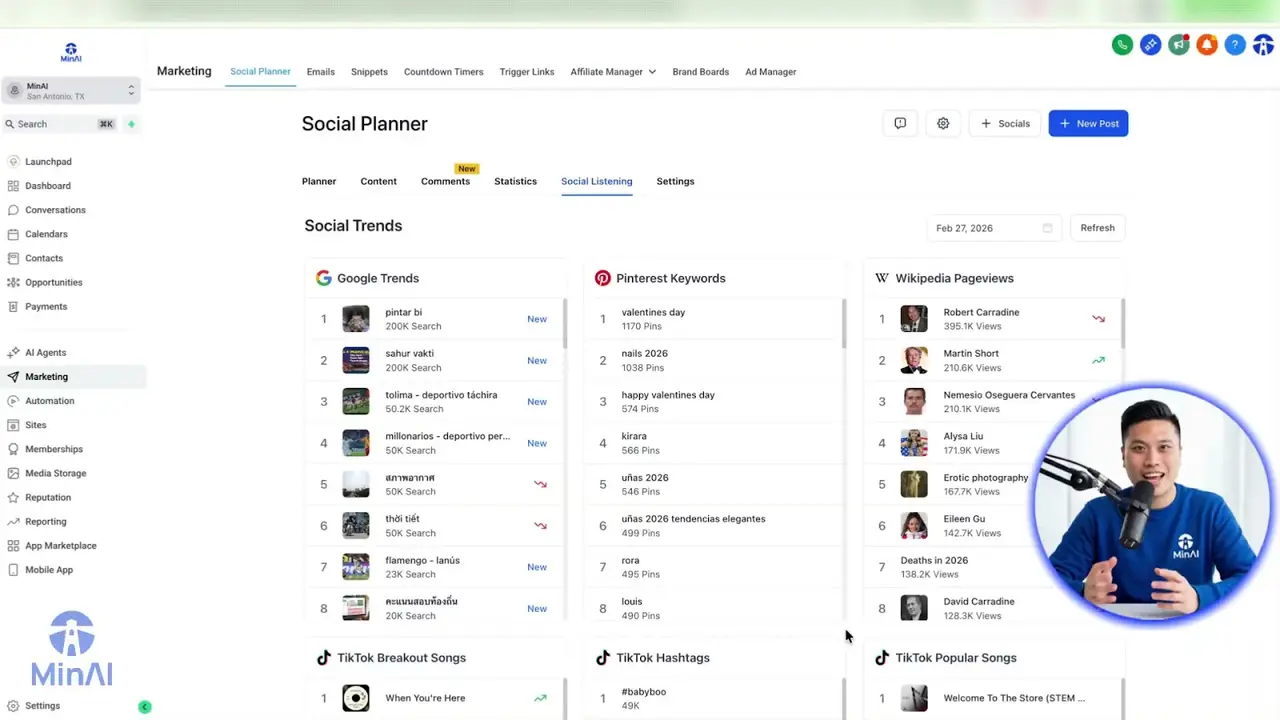 MinAI
MinAI
San Antonio, TX
Search
⌘K
Launchpad
Dashboard
Conversations
Calendars
Contacts
Opportunities
Payments
AI Agents
Marketing
Automation
Sites
Memberships
Media Storage
Reputation
Reporting
App Marketplace
Mobile App
MinAI
Settings
Marketing
Social Planner
Emails
Snippets
Countdown Timers
Trigger Links
Affiliate Manager
Brand Boards
Ad Manager
Social Planner
+ Socials
+ New Post
Planner
Content
Comments
New
Statistics
Social Listening
Settings
Social Trends
Feb 27, 2026
Refresh
Google Trends
1
pintar bi
200K Search
New
2
sahur vakti
200K Search
New
3
tolima - deportivo táchira
50.2K Search
New
4
millonarios - deportivo per...
50K Search
New
5
สภาพอากาศ
50K Search
6
thời tiết
50K Search
7
flamengo - lanús
23K Search
New
8
คะแนนสอบท้องถิ่น
20K Search
New
Pinterest Keywords
1
valentines day
1170 Pins
2
nails 2026
1038 Pins
3
happy valentines day
574 Pins
4
kirara
566 Pins
5
uñas 2026
546 Pins
6
uñas 2026 tendencias elegantes
499 Pins
7
rora
495 Pins
8
louis
490 Pins
W Wikipedia Pageviews
1
Robert Carradine
395.1K Views
2
Martin Short
210.6K Views
3
Nemesio Oseguera Cervantes
210.1K Views
4
Alysa Liu
171.9K Views
5
Erotic photography
167.7K Views
6
Eileen Gu
142.7K Views
7
Deaths in 2026
138.2K Views
8
David Carradine
128.3K Views
MinAI
TikTok Breakout Songs
1
When You're Here
TikTok Hashtags
1
#babyboo
49K
TikTok Popular Songs
1
Welcome To The Store (STEM ...